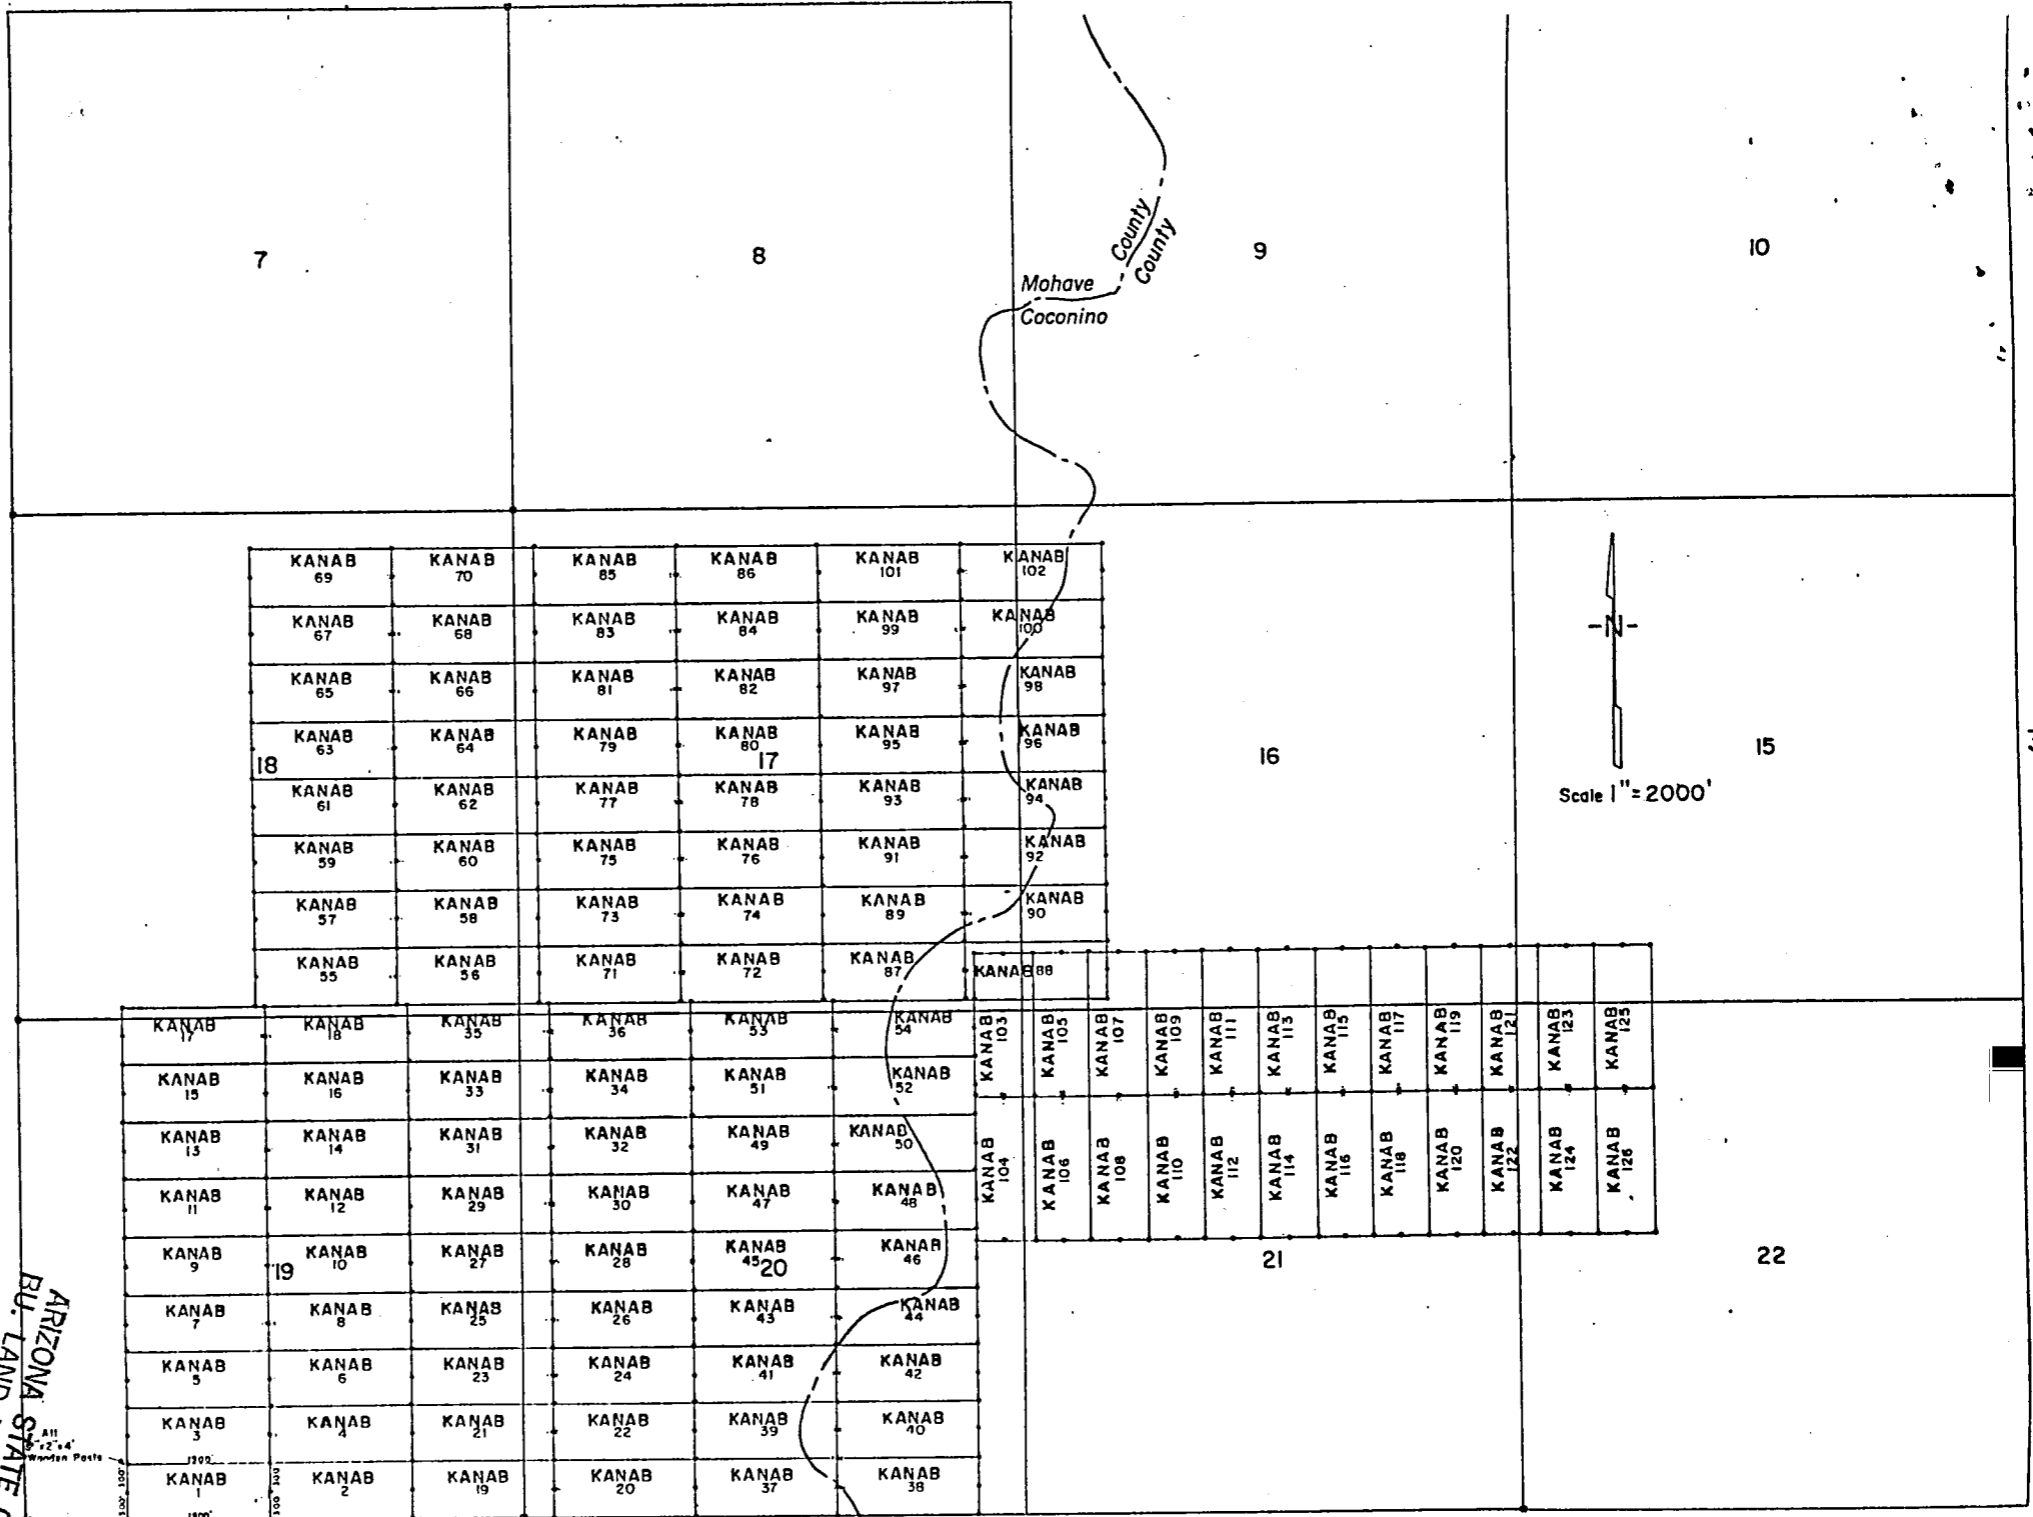 7
8
9
10
County
County
Mohave
Coconino
KANAB 69
KANAB 70
KANAB 85
KANAB 86
KANAB 101
KANAB 102
KANAB 67
KANAB 68
KANAB 83
KANAB 84
KANAB 99
KANAB 100
KANAB 65
KANAB 66
KANAB 81
KANAB 82
KANAB 97
KANAB 98
KANAB 63
KANAB 64
KANAB 79
KANAB 80
KANAB 95
KANAB 96
18
17
16
15
-N-
Scale 1"=2000'
KANAB 61
KANAB 62
KANAB 77
KANAB 78
KANAB 93
KANAB 94
KANAB 59
KANAB 60
KANAB 75
KANAB 76
KANAB 91
KANAB 92
KANAB 57
KANAB 58
KANAB 73
KANAB 74
KANAB 89
KANAB 90
KANAB 55
KANAB 56
KANAB 71
KANAB 72
KANAB 87
KANAB 88
KANAB 17
KANAB 18
KANAB 35
KANAB 36
KANAB 53
KANAB 54
KANAB 103
KANAB 105
KANAB 107
KANAB 109
KANAB 111
KANAB 113
KANAB 115
KANAB 117
KANAB 119
KANAB 121
KANAB 123
KANAB 125
KANAB 15
KANAB 16
KANAB 33
KANAB 34
KANAB 51
KANAB 52
KANAB 13
KANAB 14
KANAB 31
KANAB 32
KANAB 49
KANAB 50
KANAB 104
KANAB 106
KANAB 108
KANAB 110
KANAB 112
KANAB 114
KANAB 116
KANAB 118
KANAB 120
KANAB 122
KANAB 124
KANAB 126
KANAB 11
KANAB 12
KANAB 29
KANAB 30
KANAB 47
KANAB 48
KANAB 9
KANAB 10
KANAB 27
KANAB 28
KANAB 45
KANAB 46
19
20
21
22
KANAB 7
KANAB 8
KANAB 25
KANAB 26
KANAB 43
KANAB 44
KANAB 5
KANAB 6
KANAB 23
KANAB 24
KANAB 41
KANAB 42
KANAB 3
KANAB 4
KANAB 21
KANAB 22
KANAB 39
KANAB 40
KANAB 1
KANAB 2
KANAB 19
KANAB 20
KANAB 37
KANAB 38
ARIZONA STATE
BU. LAND
All
Wooden Posts
300' 300'
300 300